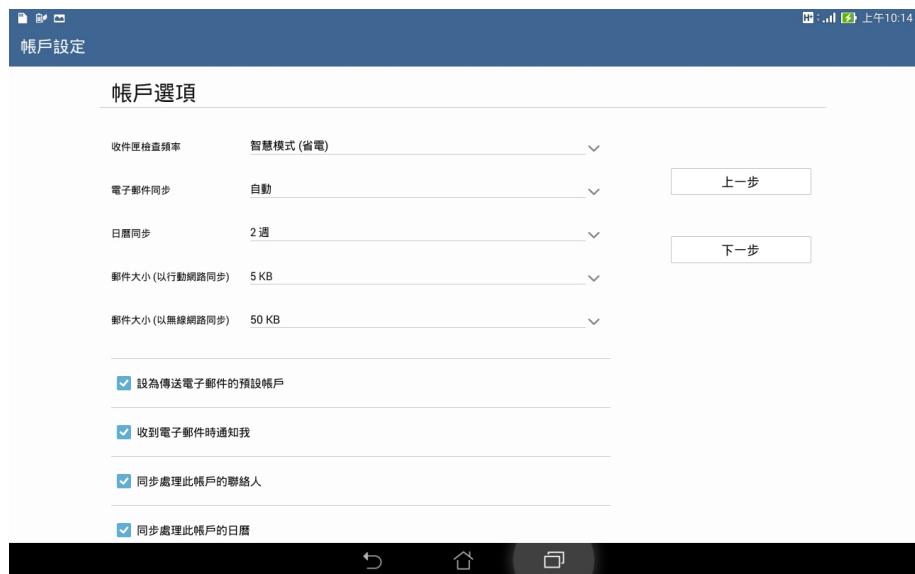 H+ 上午10:14
帳戶設定
帳戶選項
收件匣檢查頻率 智慧模式 (省電)
電子郵件同步 自動
上一步
日曆同步 2 週
下一步
郵件大小 (以行動網路同步) 5 KB
郵件大小 (以無線網路同步) 50 KB
設為傳送電子郵件的預設帳戶
收到電子郵件時通知我
同步處理此帳戶的聯絡人
同步處理此帳戶的日曆